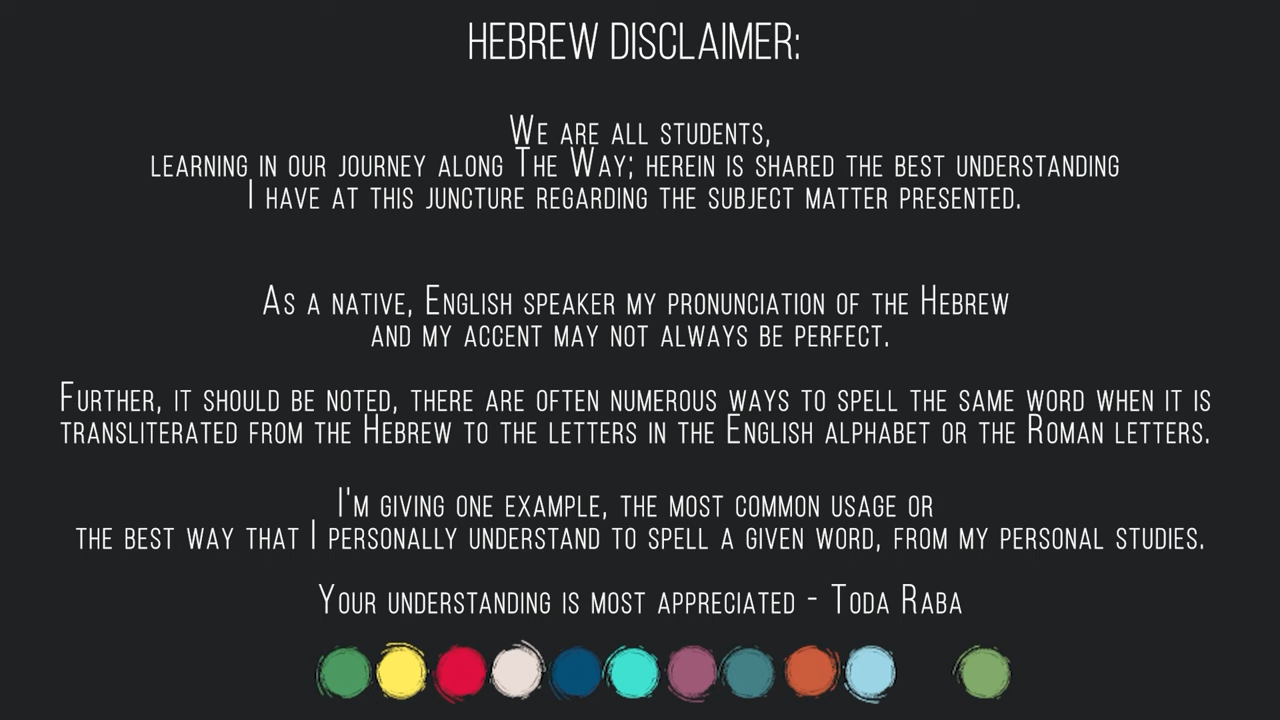 HEBREW DISCLAIMER:
WE ARE ALL STUDENTS,
LEARNING IN OUR JOURNEY ALONG THE WAY; HEREIN IS SHARED THE BEST UNDERSTANDING
I HAVE AT THIS JUNCTURE REGARDING THE SUBJECT MATTER PRESENTED.
AS A NATIVE, ENGLISH SPEAKER MY PRONUNCIATION OF THE HEBREW
AND MY ACCENT MAY NOT ALWAYS BE PERFECT.
FURTHER, IT SHOULD BE NOTED, THERE ARE OFTEN NUMEROUS WAYS TO SPELL THE SAME WORD WHEN IT IS
TRANSLITERATED FROM THE HEBREW TO THE LETTERS IN THE ENGLISH ALPHABET OR THE ROMAN LETTERS.
I'M GIVING ONE EXAMPLE, THE MOST COMMON USAGE OR
THE BEST WAY THAT I PERSONALLY UNDERSTAND TO SPELL A GIVEN WORD, FROM MY PERSONAL STUDIES.
YOUR UNDERSTANDING IS MOST APPRECIATED - TODA RABA